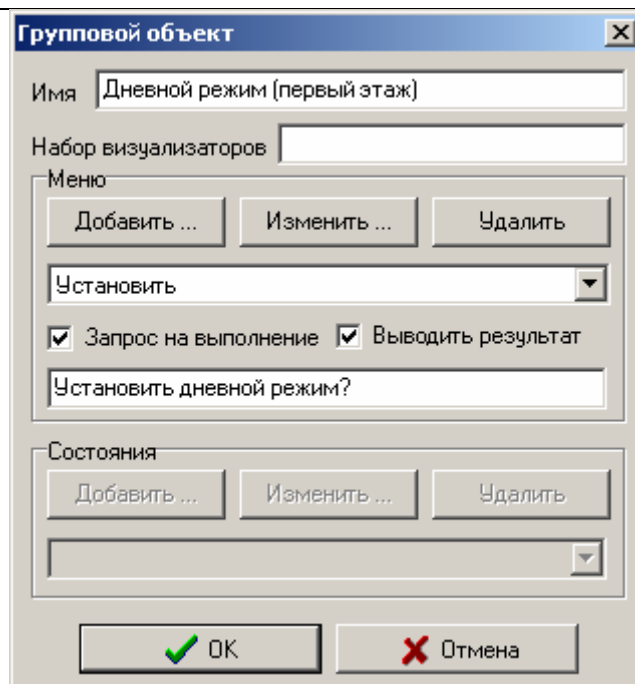 Групповой объект
Имя Дневной режим (первый этаж)
Набор визуализаторов
Меню
Добавить ... Изменить ... Удалить
Установить
Запрос на выполнение Выводить результат
Установить дневной режим?
Состояния
Добавить ... Изменить ... Удалить
OK Отмена